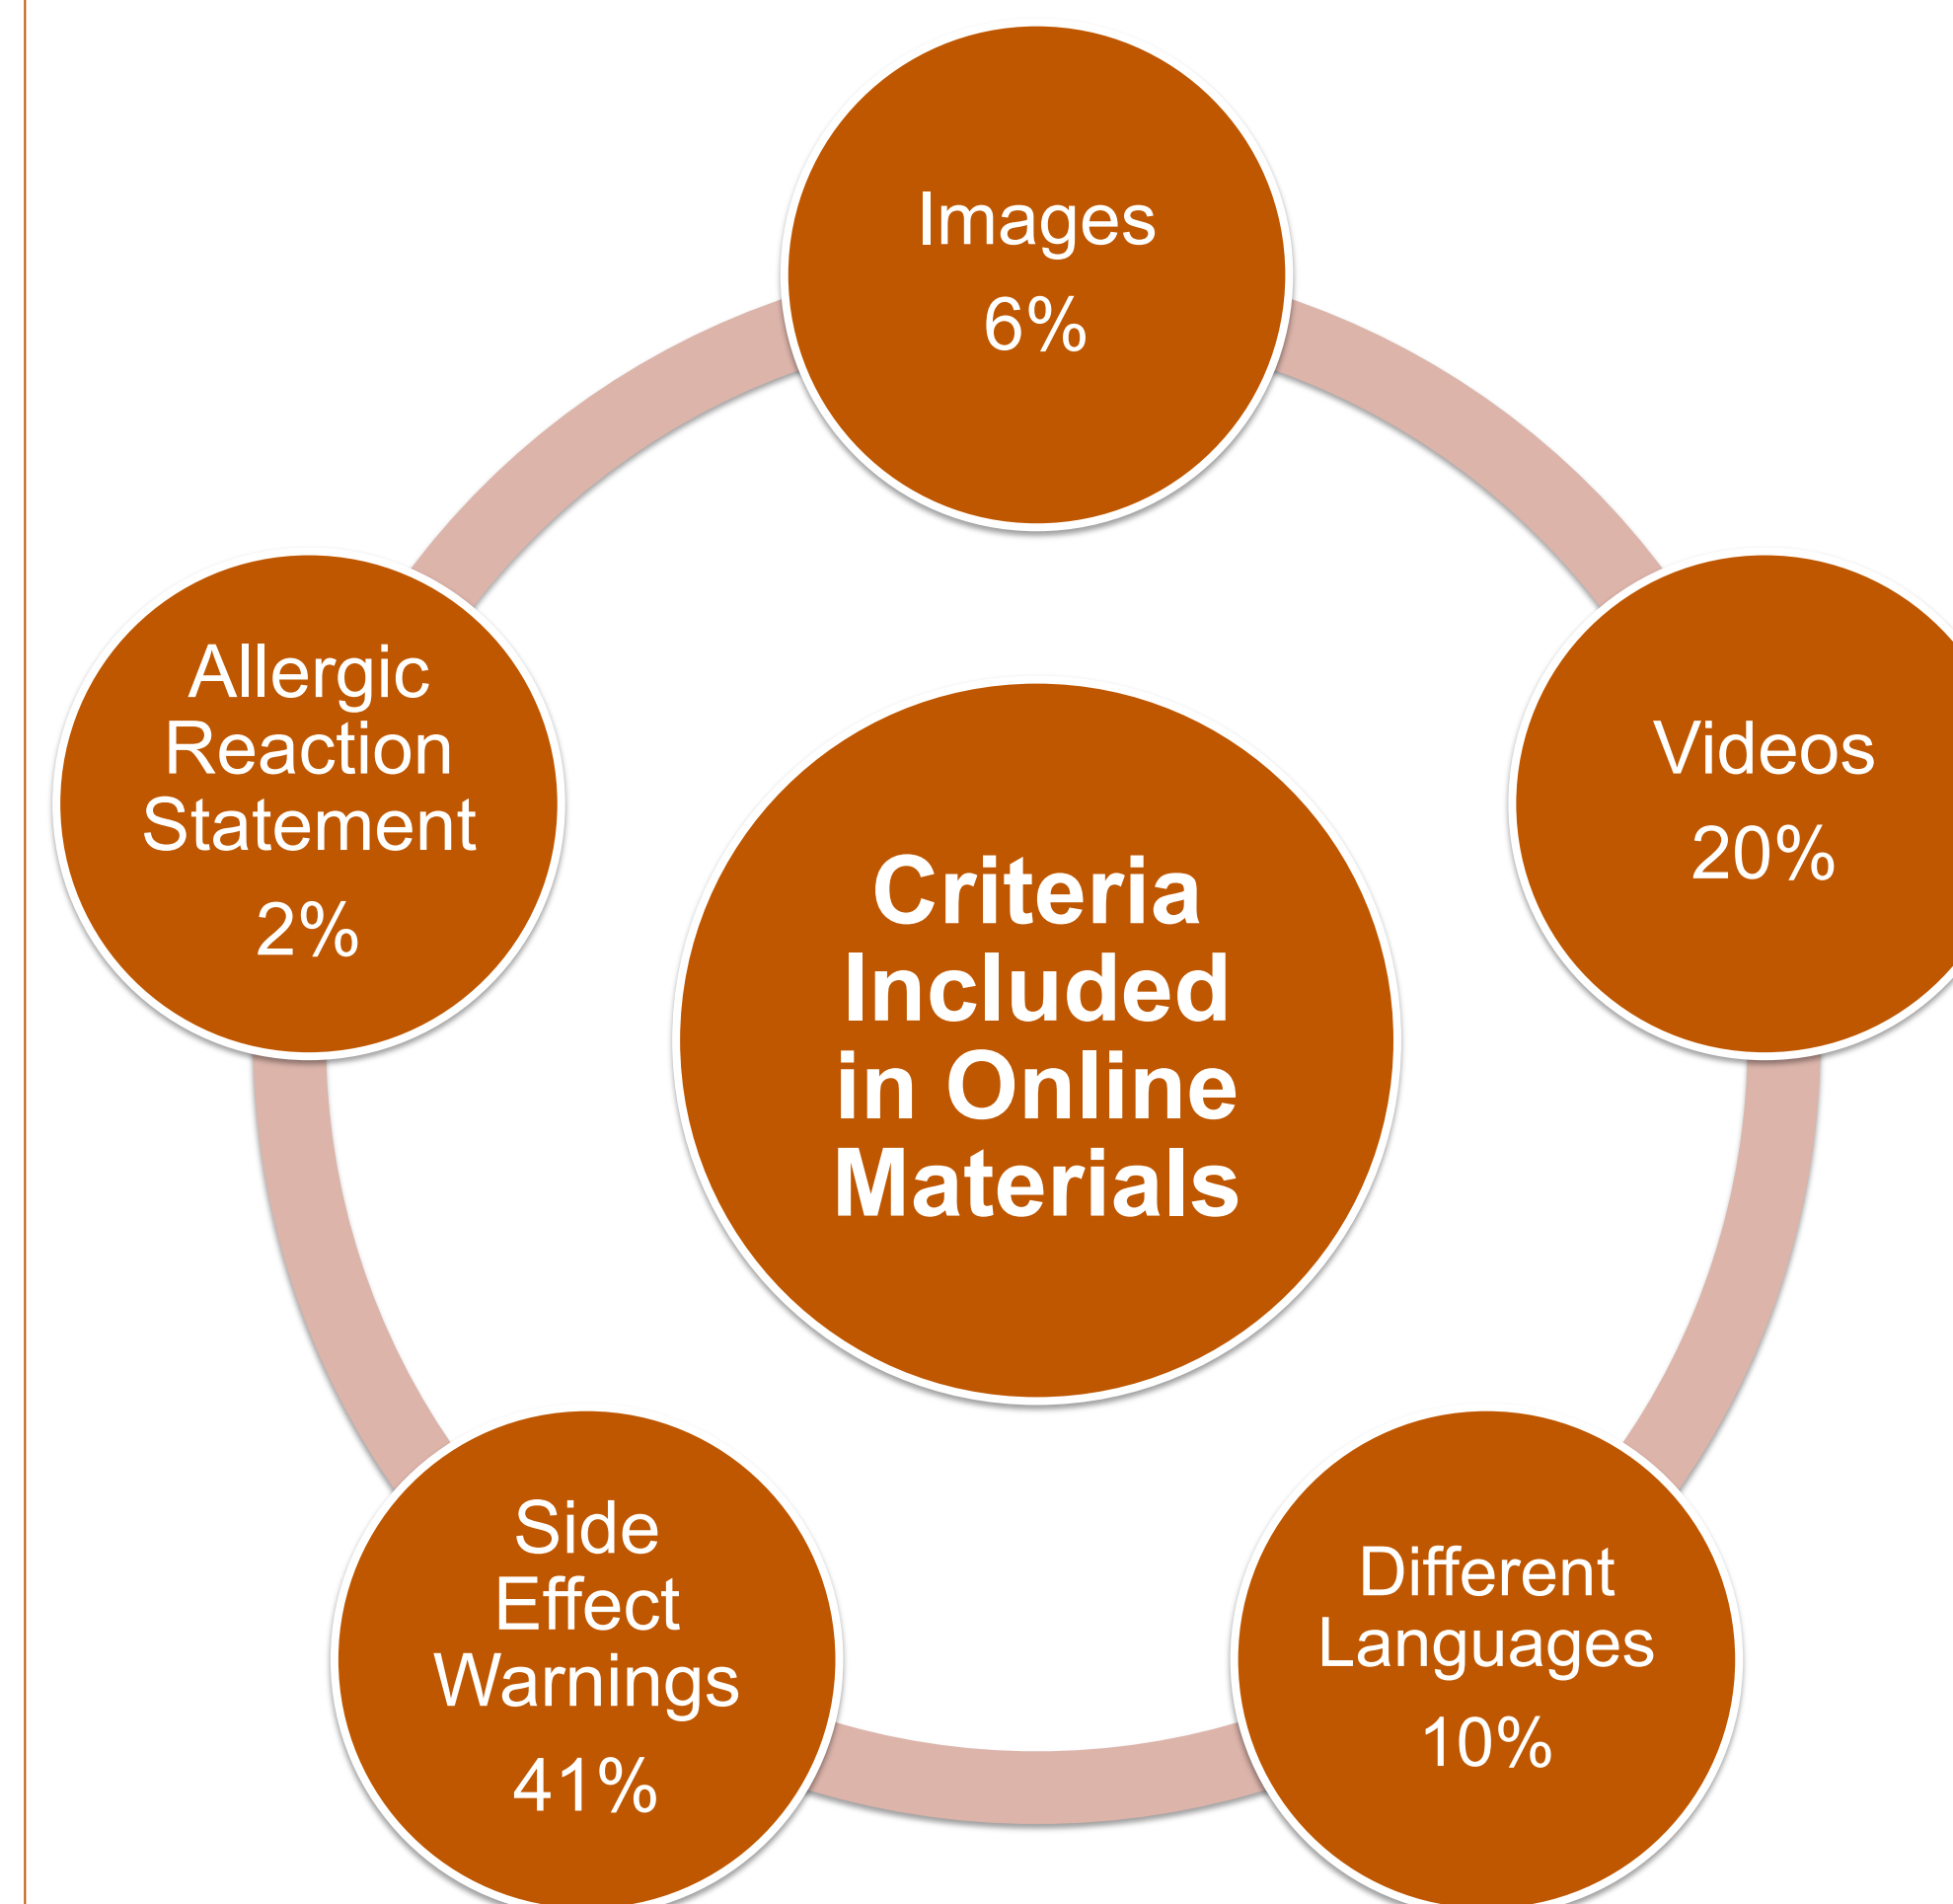 Images
6%
Videos
20%
Allergic
Reaction
Statement
2%
Criteria
Included
in Online
Materials
Side
Effect
Warnings
41%
Different
Languages
10%